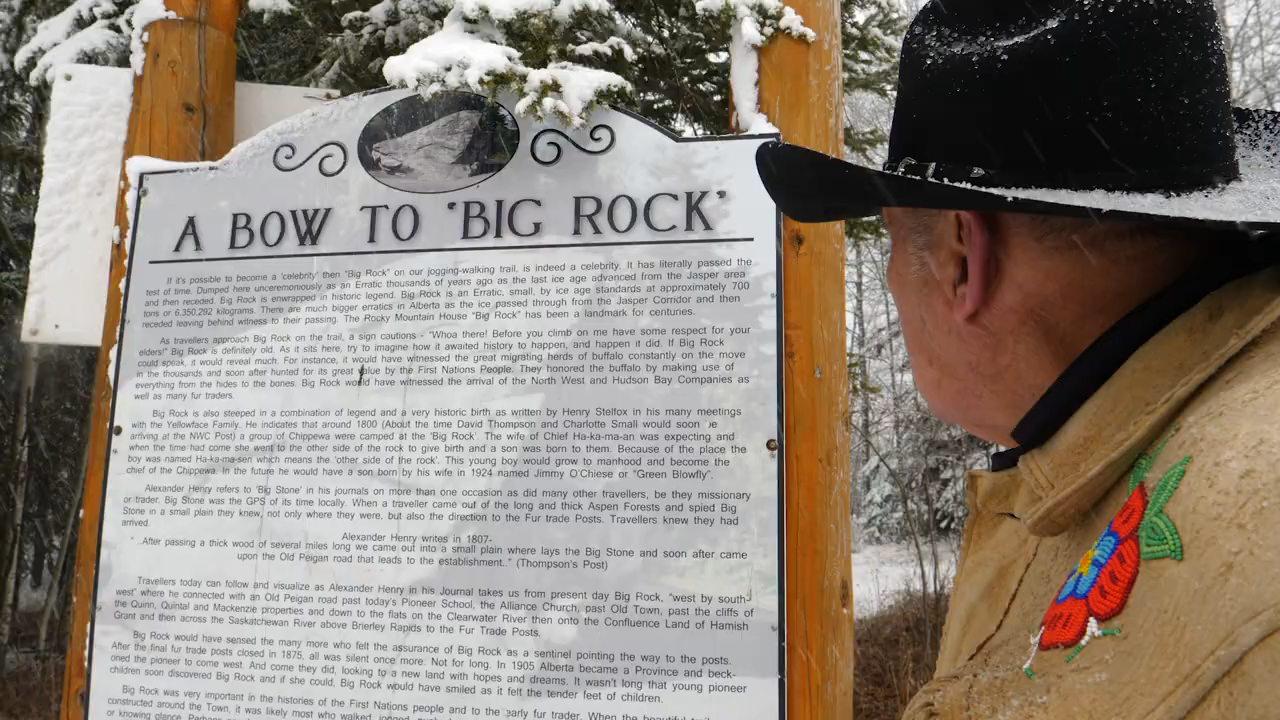 A BOW TO 'BIG ROCK'
If it's possible to become a 'celebrity' then "Big Rock" on our jogging-walking trail, is indeed a celebrity. It has literally passed the
test of time. Dumped here unceremoniously as an Erratic thousands of years ago as the last ice age advanced from the Jasper area
and then receded. Big Rock is enwrapped in historic legend. Big Rock is an Erratic, small, by ice age standards at approximately 700
tons or 6,350,292 kilograms. There are much bigger erratics in Alberta as the ice passed through from the Jasper Corridor and then
receded leaving behind witness to their passing. The Rocky Mountain House "Big Rock" has been a landmark for centuries.
As travellers approach Big Rock on the trail, a sign cautions - "Whoa there! Before you climb on me have some respect for your
elders!" Big Rock is definitely old. As it sits here, try to imagine how it awaited history to happen, and happen it did. If Big Rock
could speak, it would reveal much. For instance, it would have witnessed the great migrating herds of buffalo constantly on the move
in the thousands and soon after hunted for its great value by the First Nations People. They honored the buffalo by making use of
everything from the hides to the bones. Big Rock would have witnessed the arrival of the North West and Hudson Bay Companies as
well as many fur traders.
Big Rock is also steeped in a combination of legend and a very historic birth as written by Henry Stelfox in his many meetings
with the Yellowface Family. He indicates that around 1800 (About the time David Thompson and Charlotte Small would soon be
arriving at the NWC Post) a group of Chippewa were camped at the 'Big Rock'. The wife of Chief Ha-ka-ma-an was expecting and
when the time had come she went to the other side of the rock to give birth and a son was born to them. Because of the place the
boy was named Ha-ka-ma-sen which means the 'other side of the rock'. This young boy would grow to manhood and become the
chief of the Chippewa. In the future he would have a son born by his wife in 1924 named Jimmy O'Chiese or "Green Blowfly".
Alexander Henry refers to 'Big Stone' in his journals on more than one occasion as did many other travellers, be they missionary
or trader. Big Stone was the GPS of its time locally. When a traveller came out of the long and thick Aspen Forests and spied Big
Stone in a small plain they knew, not only where they were, but also the direction to the Fur trade Posts. Travellers knew they had
arrived.
Alexander Henry writes in 1807-
"..After passing a thick wood of several miles long we came out into a small plain where lays the Big Stone and soon after came
upon the Old Peigan road that leads to the establishment.." (Thompson's Post)
Travellers today can follow and visualize as Alexander Henry in his Journal takes us from present day Big Rock, "west by south-
west' where he connected with an Old Peigan road past today's Pioneer School, the Alliance Church, past Old Town, past the cliffs of
the Quinn, Quintal and Mackenzie properties and down to the flats on the Clearwater River then onto the Confluence Land of Hamish
Grant and then across the Saskatchewan River above Brierley Rapids to the Fur Trade Posts.
Big Rock would have sensed the many more who felt the assurance of Big Rock as a sentinel pointing the way to the posts.
After the final fur trade posts closed in 1875, all was silent once more. Not for long. In 1905 Alberta became a Province and beck-
oned the pioneer to come west. And come they did, looking to a new land with hopes and dreams. It wasn't long that young pioneer
children soon discovered Big Rock and if she could, Big Rock would have smiled as it felt the tender feet of children.
Big Rock was very important in the histories of the First Nations people and to the early fur trader. When the beautiful trail
constructed around the Town, it was likely most who walked, jogged,
or knowing glance. Perhaps